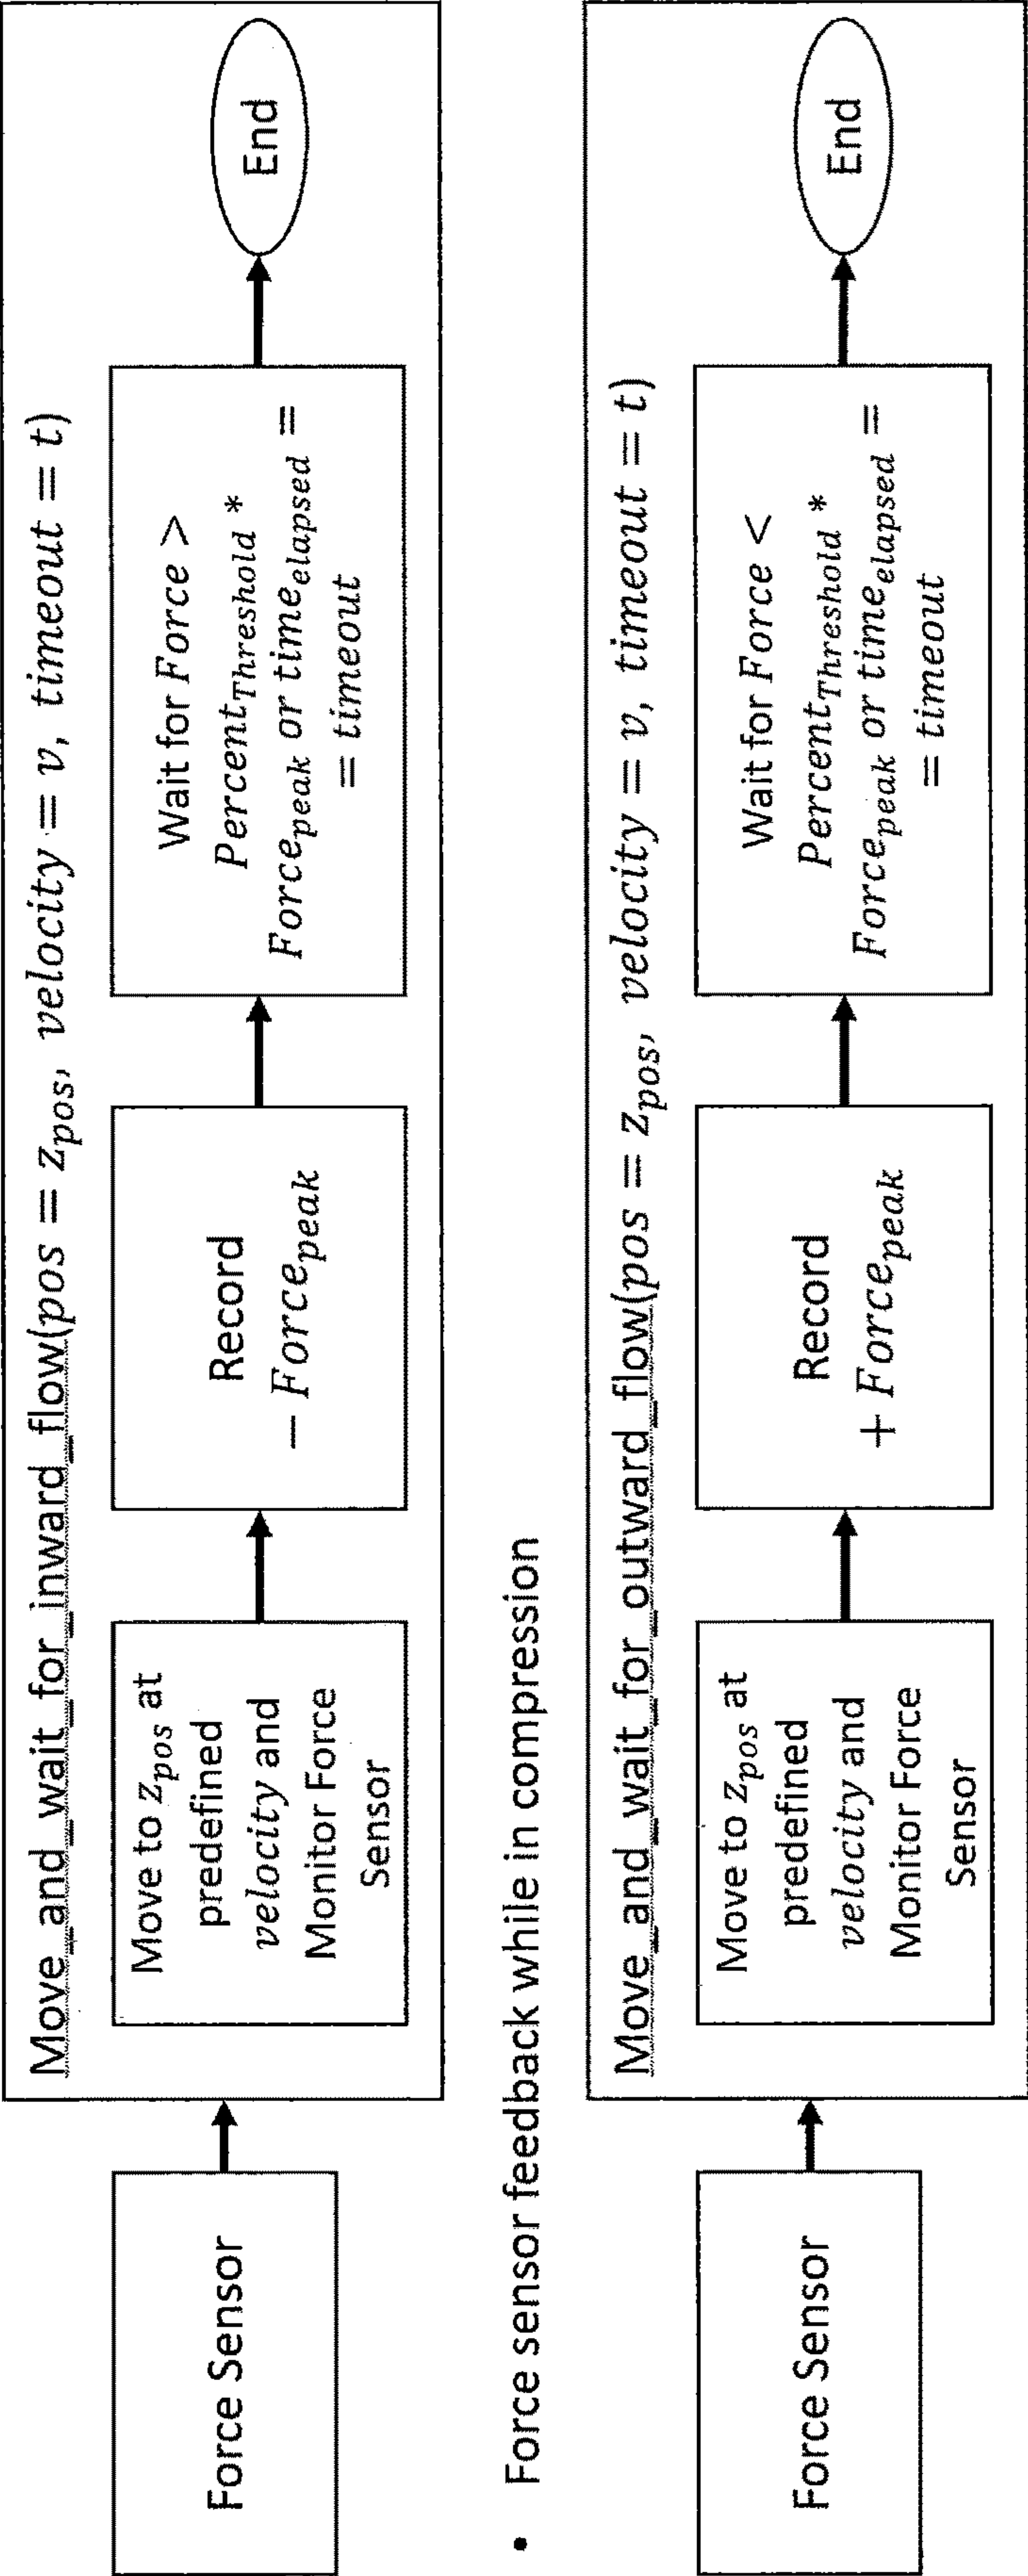 Move_and_wait_for_inward_flow(pos = z_pos, velocity = v, timeout = t)
Force Sensor
Move to z_pos at
predefined
velocity and
Monitor Force
Sensor
Record
− Force_peak
Wait for Force >
Percent_Threshold *
Force_peak or time_elapsed =
= timeout
End
• Force sensor feedback while in compression
Move_and_wait_for_outward_flow(pos = z_pos, velocity = v, timeout = t)
Force Sensor
Move to z_pos at
predefined
velocity and
Monitor Force
Sensor
Record
+ Force_peak
Wait for Force <
Percent_Threshold *
Force_peak or time_elapsed =
= timeout
End